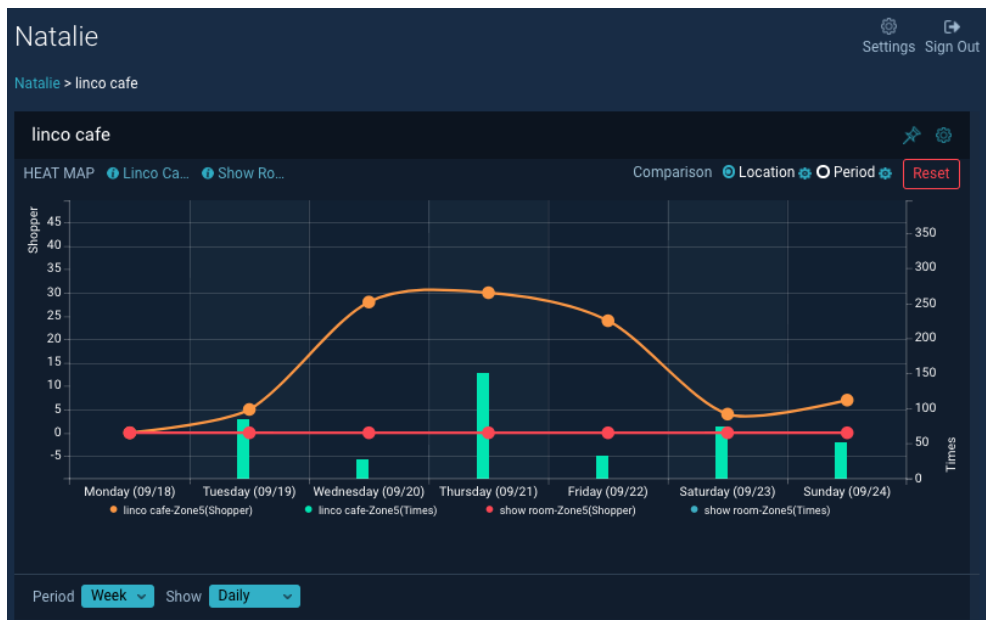 Natalie
Settings Sign Out
Natalie > linco cafe
linco cafe
HEAT MAP Linco Ca... Show Ro... Comparison Location Period Reset
Shopper
45
40
35
30
25
20
15
10
5
0
-5
350
300
250
200
150
100
50
0
Times
Monday (09/18) Tuesday (09/19) Wednesday (09/20) Thursday (09/21) Friday (09/22) Saturday (09/23) Sunday (09/24)
linco cafe-Zone5(Shopper) linco cafe-Zone5(Times) show room-Zone5(Shopper) show room-Zone5(Times)
Period Week Show Daily